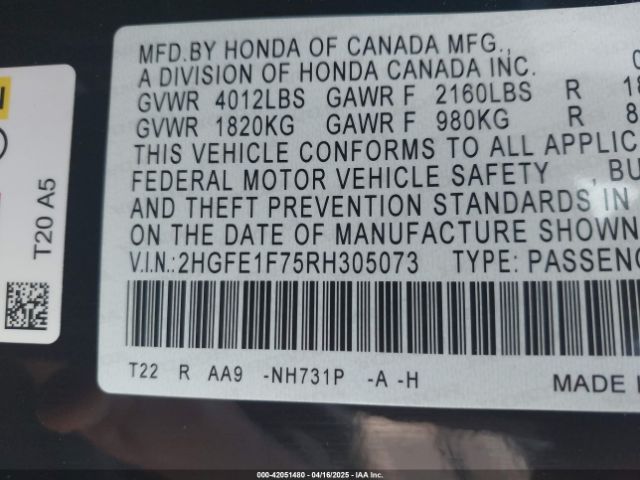 MFD.BY HONDA OF CANADA MFG.,
A DIVISION OF HONDA CANADA INC.
GVWR 4012LBS GAWR F 2160LBS R 18
GVWR 1820KG GAWR F 980KG R 8
THIS VEHICLE CONFORMS TO ALL APPLIC
FEDERAL MOTOR VEHICLE SAFETY , BU
AND THEFT PREVENTION STANDARDS IN
ON THE DATE OF MANUFACTURE SHOWN
V.I.N.:2HGFE1F75RH305073 TYPE:PASSENG
T22 R AA9 -NH731P -A -H
MADE
T20 A5
000-42051480 - 04/16/2025 - IAA Inc.